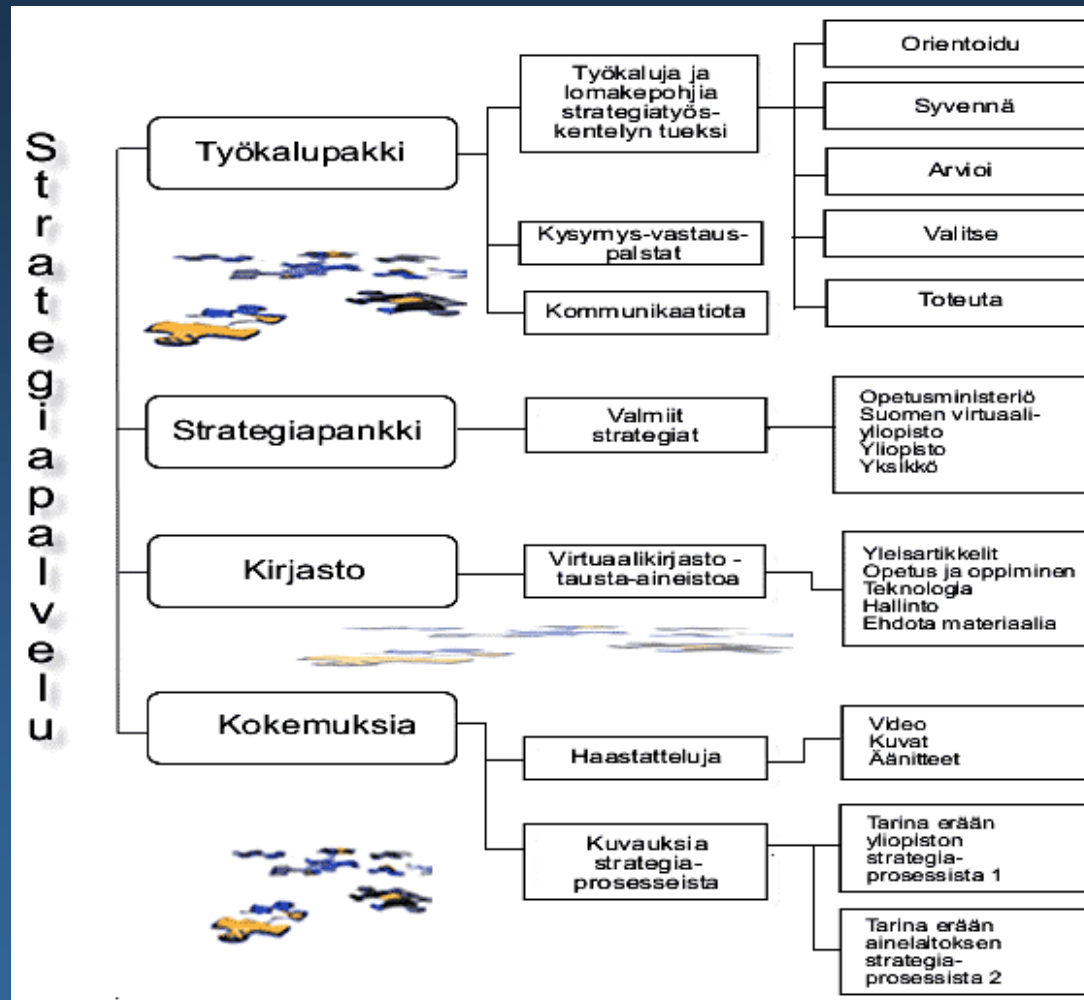 Strategiapalvelu
Työkalupakki
Työkaluja ja
lomakepohjia
strategiatyös-
kentelyn tueksi
Orientoidu
Syvennä
Arvioi
Valitse
Toteuta
Kysymys-vastaus-
palstat
Kommunikaatiota
Strategiapankki
Valmiit
strategiat
Opetusministeriö
Suomen virtuaali-
yliopisto
Yliopisto
Yksikkö
Kirjasto
Virtuaalikirjasto -
tausta-aineistoa
Yleisartikkelit
Opetus ja oppiminen
Teknologia
Hallinto
Ehdota materiaalia
Kokemuksia
Haastatteluja
Video
Kuvat
Äänitteet
Kuvauksia
strategia-
prosesseista
Tarina erään
yliopiston
strategia-
prosessista 1
Tarina erään
ainelaitoksen
strategia-
prosessista 2